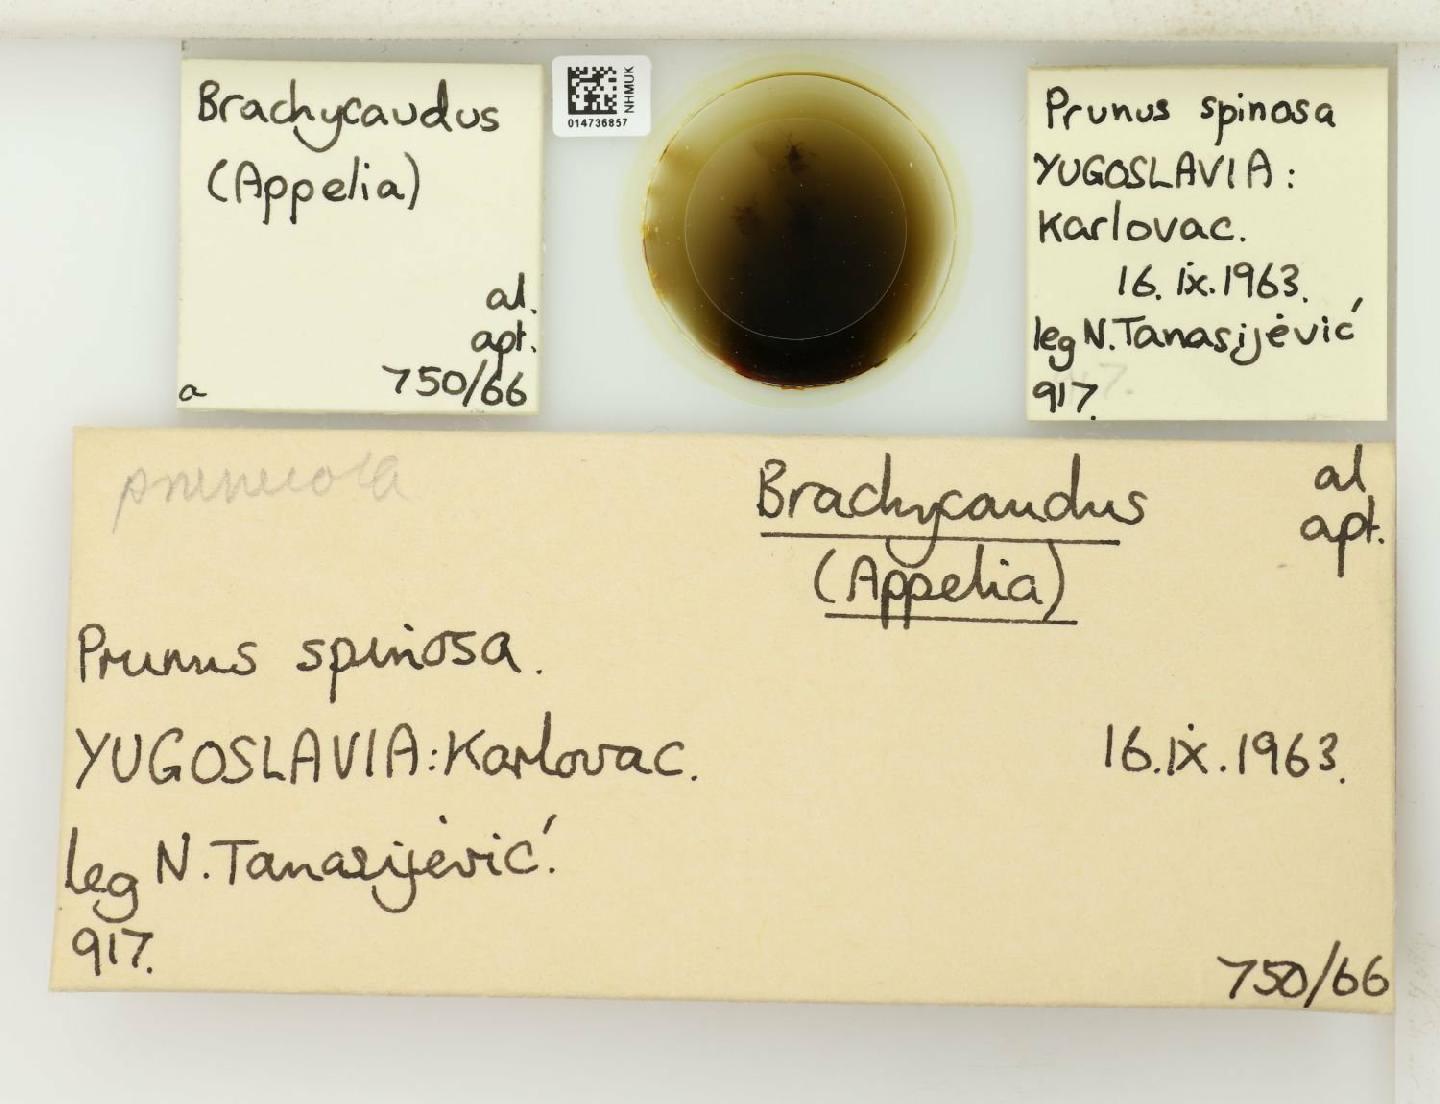 Brachycaudus
(Appelia)
al.
apt.
a
750/66
NHMUK
014736857
Prunus spinosa
YUGOSLAVIA:
Karlovac.
16.ix.1963.
leg N.Tanasijević
917.
Brachycaudus
(Appelia)
al
apt.
Prunus spinosa.
YUGOSLAVIA:Karlovac.
16.ix.1963.
leg N.Tanasijević.
917.
750/66